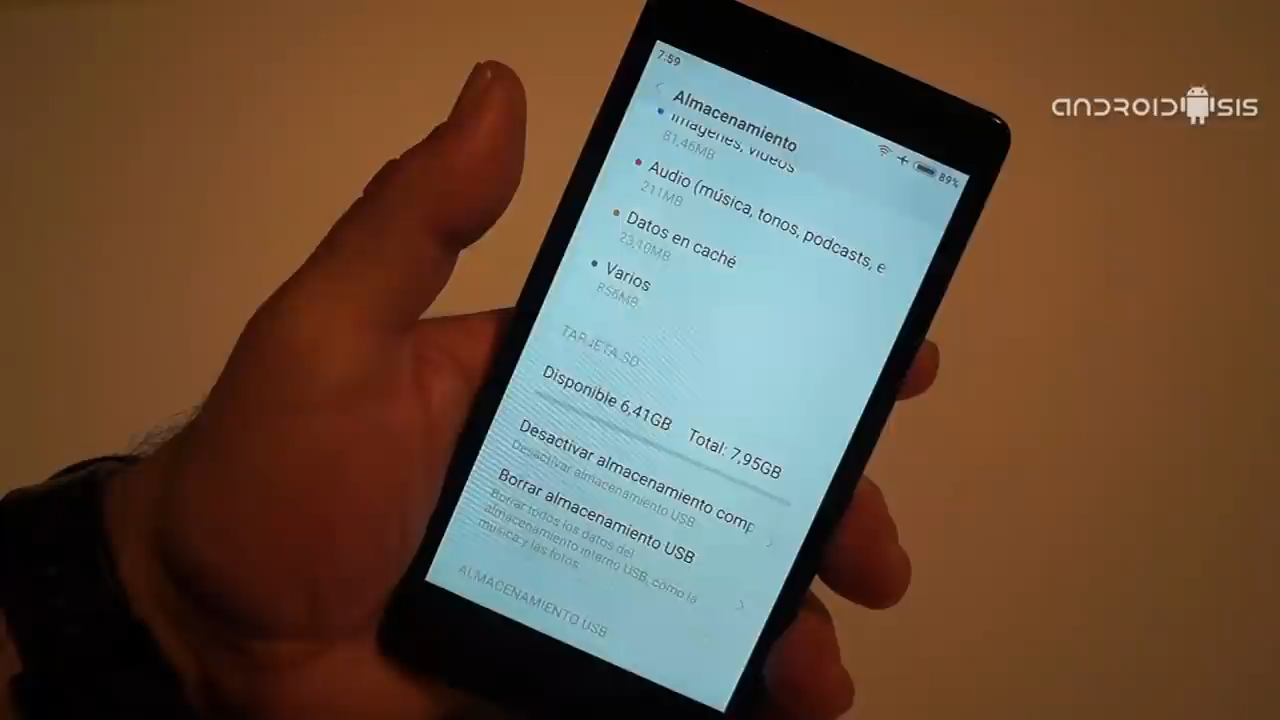 7:59
ANDROIDSIS
Almacenamiento
89%
Imágenes, vídeos
81,46MB
Audio (música, tonos, podcasts, e
211MB
Datos en caché
23,10MB
Varios
856MB
TARJETA SD
Disponible 6,41GB Total: 7,95GB
Desactivar almacenamiento comp
Desactivar almacenamiento USB
Borrar almacenamiento USB
Borrar todos los datos del
almacenamiento interno USB, como la
música y las fotos
ALMACENAMIENTO USB